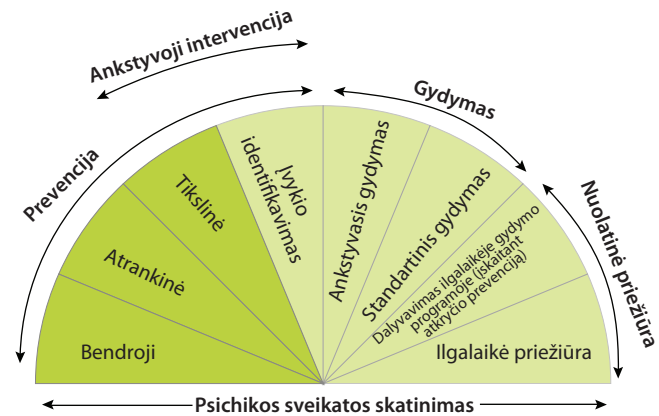 Ankstyvoji intervencija
Prevencija
Gydymas
Nuolatinė priežiūra
Bendroji
Atrankinė
Tikslinė
Įvykio
identifikavimas
Ankstyvasis gydymas
Standartinis gydymas
Dalyvavimas ilgalaikėje gydymo
programoje (įskaitant
atkryčio prevenciją)
Ilgalaikė priežiūra
Psichikos sveikatos skatinimas